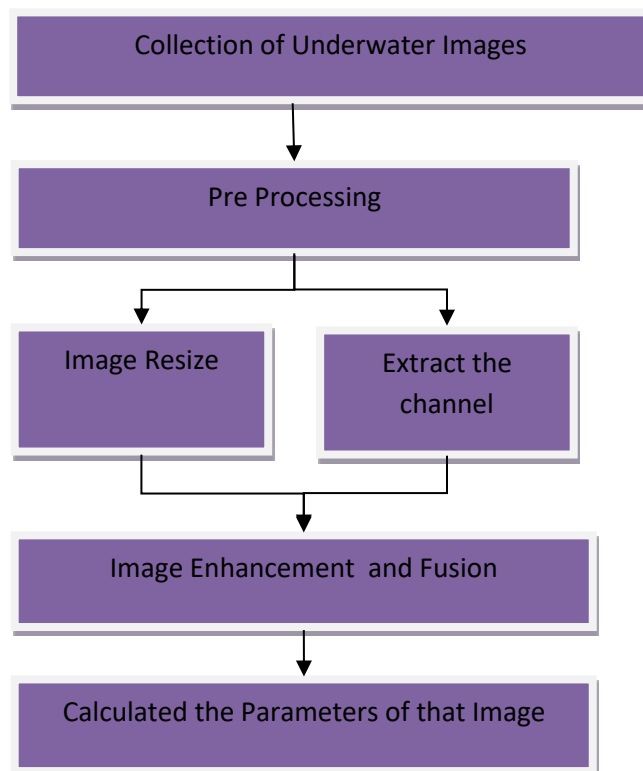 Collection of Underwater Images
Pre Processing
Image Resize
Extract the
channel
Image Enhancement  and Fusion
Calculated the Parameters of that Image